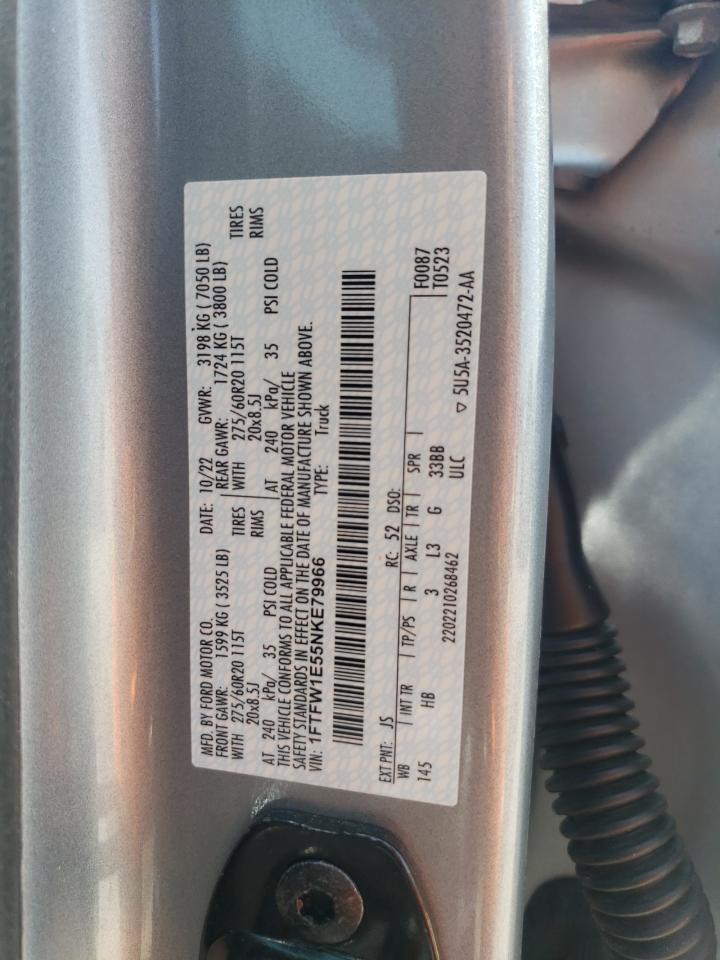 MFD. BY FORD MOTOR CO. DATE: 10/22 GVWR: 3198 KG ( 7050 LB)
FRONT GAWR: 1599 KG ( 3525 LB) REAR GAWR: 1724 KG ( 3800 LB)
WITH 275/60R20 115T TIRES WITH 275/60R20 115T TIRES
20x8.5J RIMS 20x8.5J RIMS
AT 240 kPa/ 35 PSI COLD AT 240 kPa/ 35 PSI COLD
THIS VEHICLE CONFORMS TO ALL APPLICABLE FEDERAL MOTOR VEHICLE
SAFETY STANDARDS IN EFFECT ON THE DATE OF MANUFACTURE SHOWN ABOVE.
VIN: 1FTFW1E55NKE79966 TYPE: Truck
EXT PNT: JS RC: 52 DSO: F0087
WB INT TR TP/PS R AXLE TR SPR T0523
145 HB 3 L3 G 33BB
2202210268462 ULC
▽ 5U5A-3520472-AA